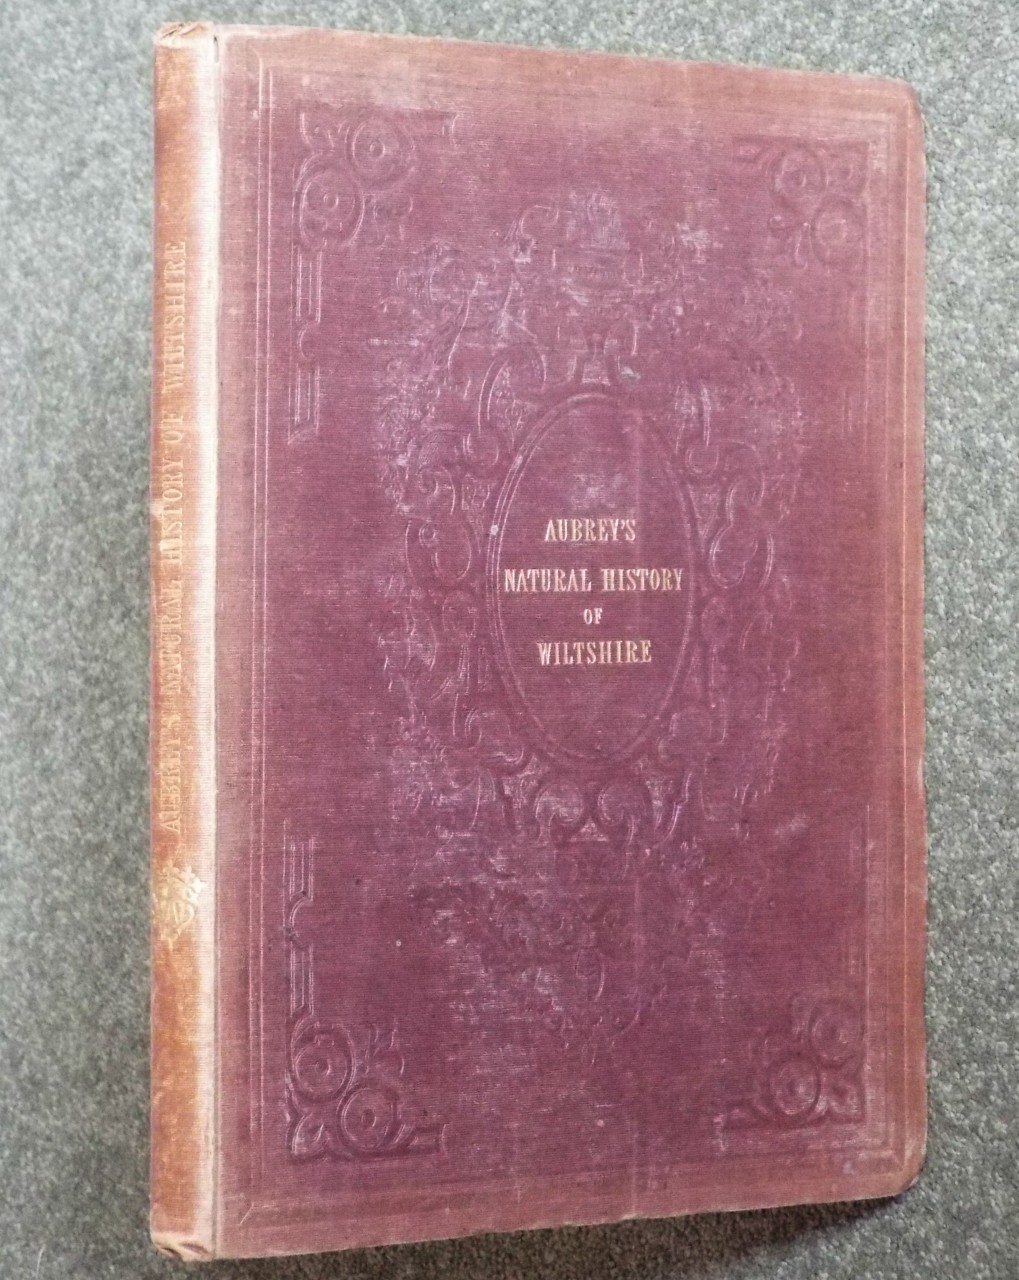 AUBREY'S
NATURAL HISTORY
OF
WILTSHIRE
AUBREY'S NATURAL HISTORY OF WILTSHIRE